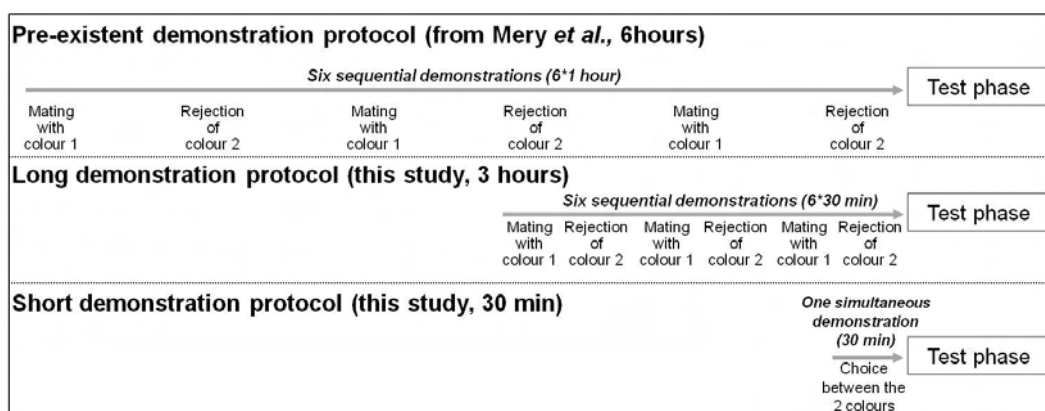 Pre-existent demonstration protocol (from Mery et al., 6hours)
Six sequential demonstrations (6*1 hour)
Test phase
Mating with colour 1
Rejection of colour 2
Mating with colour 1
Rejection of colour 2
Mating with colour 1
Rejection of colour 2
Long demonstration protocol (this study, 3 hours)
Six sequential demonstrations (6*30 min)
Test phase
Mating with colour 1
Rejection of colour 2
Mating with colour 1
Rejection of colour 2
Mating with colour 1
Rejection of colour 2
Short demonstration protocol (this study, 30 min)
One simultaneous
demonstration
(30 min)
Test phase
Choice
between the
2 colours